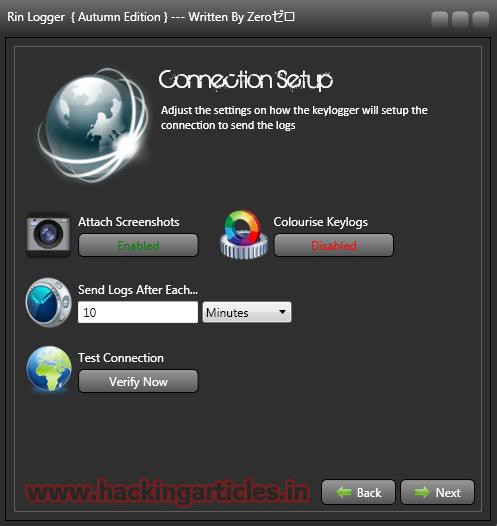 Rin Logger { Autumn Edition } --- Written By Zeroゼロ
Connection Setup
Adjust the settings on how the keylogger will setup the
connection to send the logs
Attach Screenshots
Enabled
Colourise Keylogs
Disabled
Send Logs After Each...
10
Minutes
Test Connection
Verify Now
www.hackingarticles.in
Back
Next